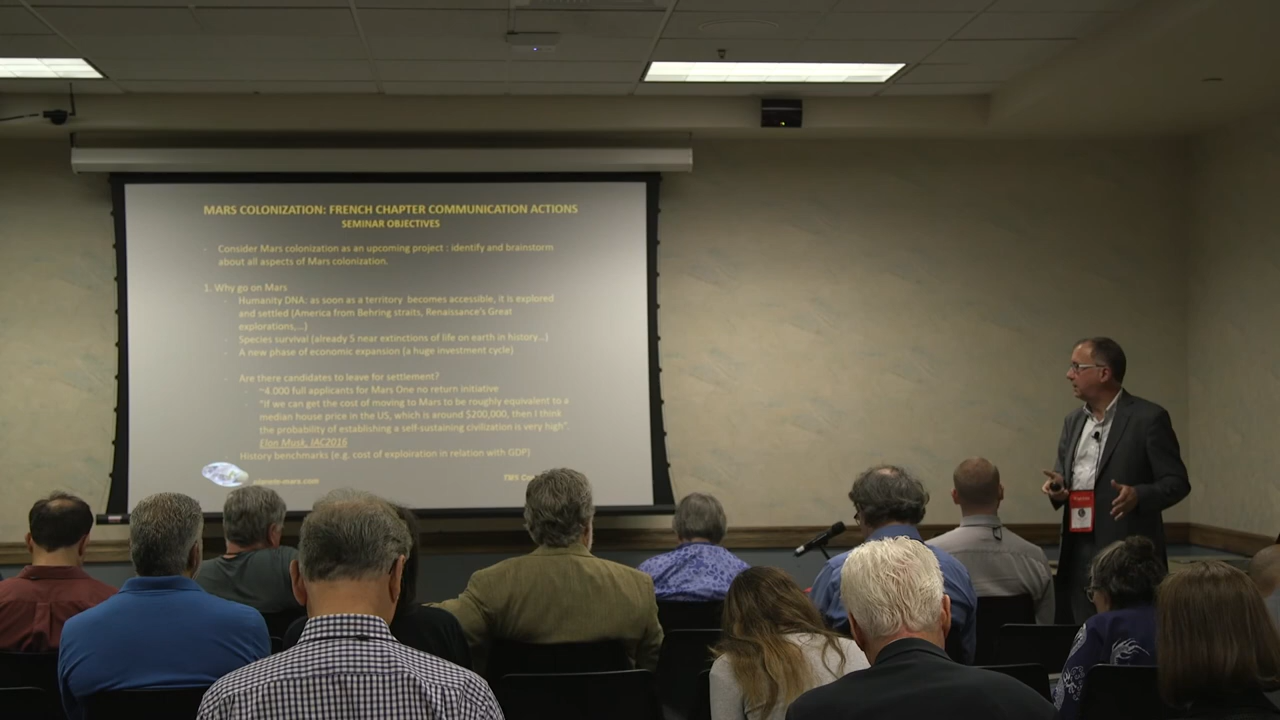 MARS COLONIZATION: FRENCH CHAPTER COMMUNICATION ACTIONS
SEMINAR OBJECTIVES
- Consider Mars colonization as an upcoming project : identify and brainstorm
about all aspects of Mars colonization.
1. Why go on Mars
- Humanity DNA: as soon as a territory becomes accessible, it is explored
and settled (America from Behring straits, Renaissance's Great
explorations,...)
- Species survival (already 5 near extinctions of life on earth in history...)
- A new phase of economic expansion (a huge investment cycle)
- Are there candidates to leave for settlement?
- ~4.000 full applicants for Mars One no return initiative
- "If we can get the cost of moving to Mars to be roughly equivalent to a
median house price in the US, which is around $200,000, then I think
the probability of establishing a self-sustaining civilization is very high".
Elon Musk, IAC2016
- History benchmarks (e.g. cost of exploiration in relation with GDP)
planete-mars.com
TMS